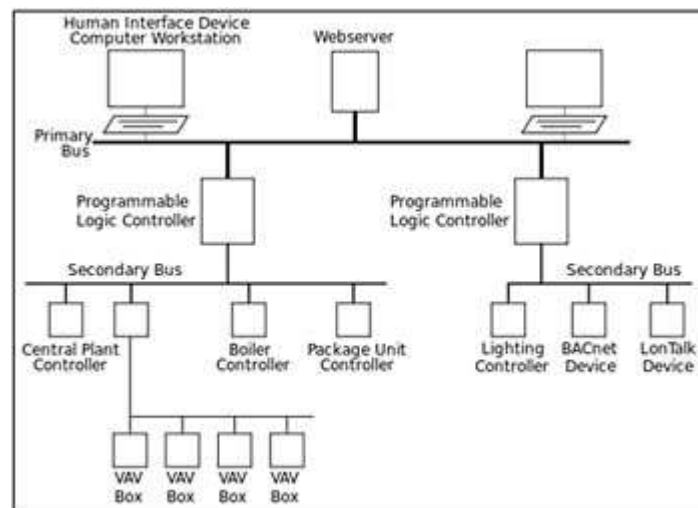 Human Interface Device
Computer Workstation
Webserver
Primary
Bus
Programmable
Logic Controller
Programmable
Logic Controller
Secondary Bus
Secondary Bus
Central Plant
Controller
Boiler
Controller
Package Unit
Controller
Lighting
Controller
BACnet
Device
LonTalk
Device
VAV
Box
VAV
Box
VAV
Box
VAV
Box